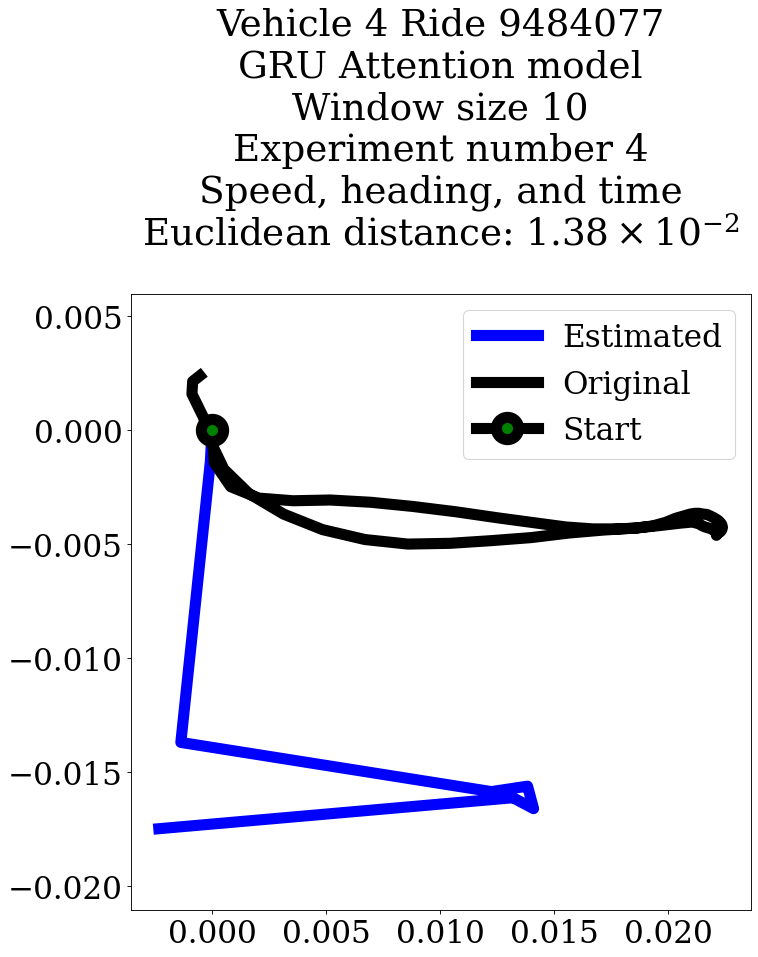 Vehicle 4 Ride 9484077
GRU Attention model
Window size 10
Experiment number 4
Speed, heading, and time
Euclidean distance: 1.38 × 10⁻²
Estimated
Original
Start
0.005
0.000
−0.005
−0.010
−0.015
−0.020
0.000 0.005 0.010 0.015 0.020